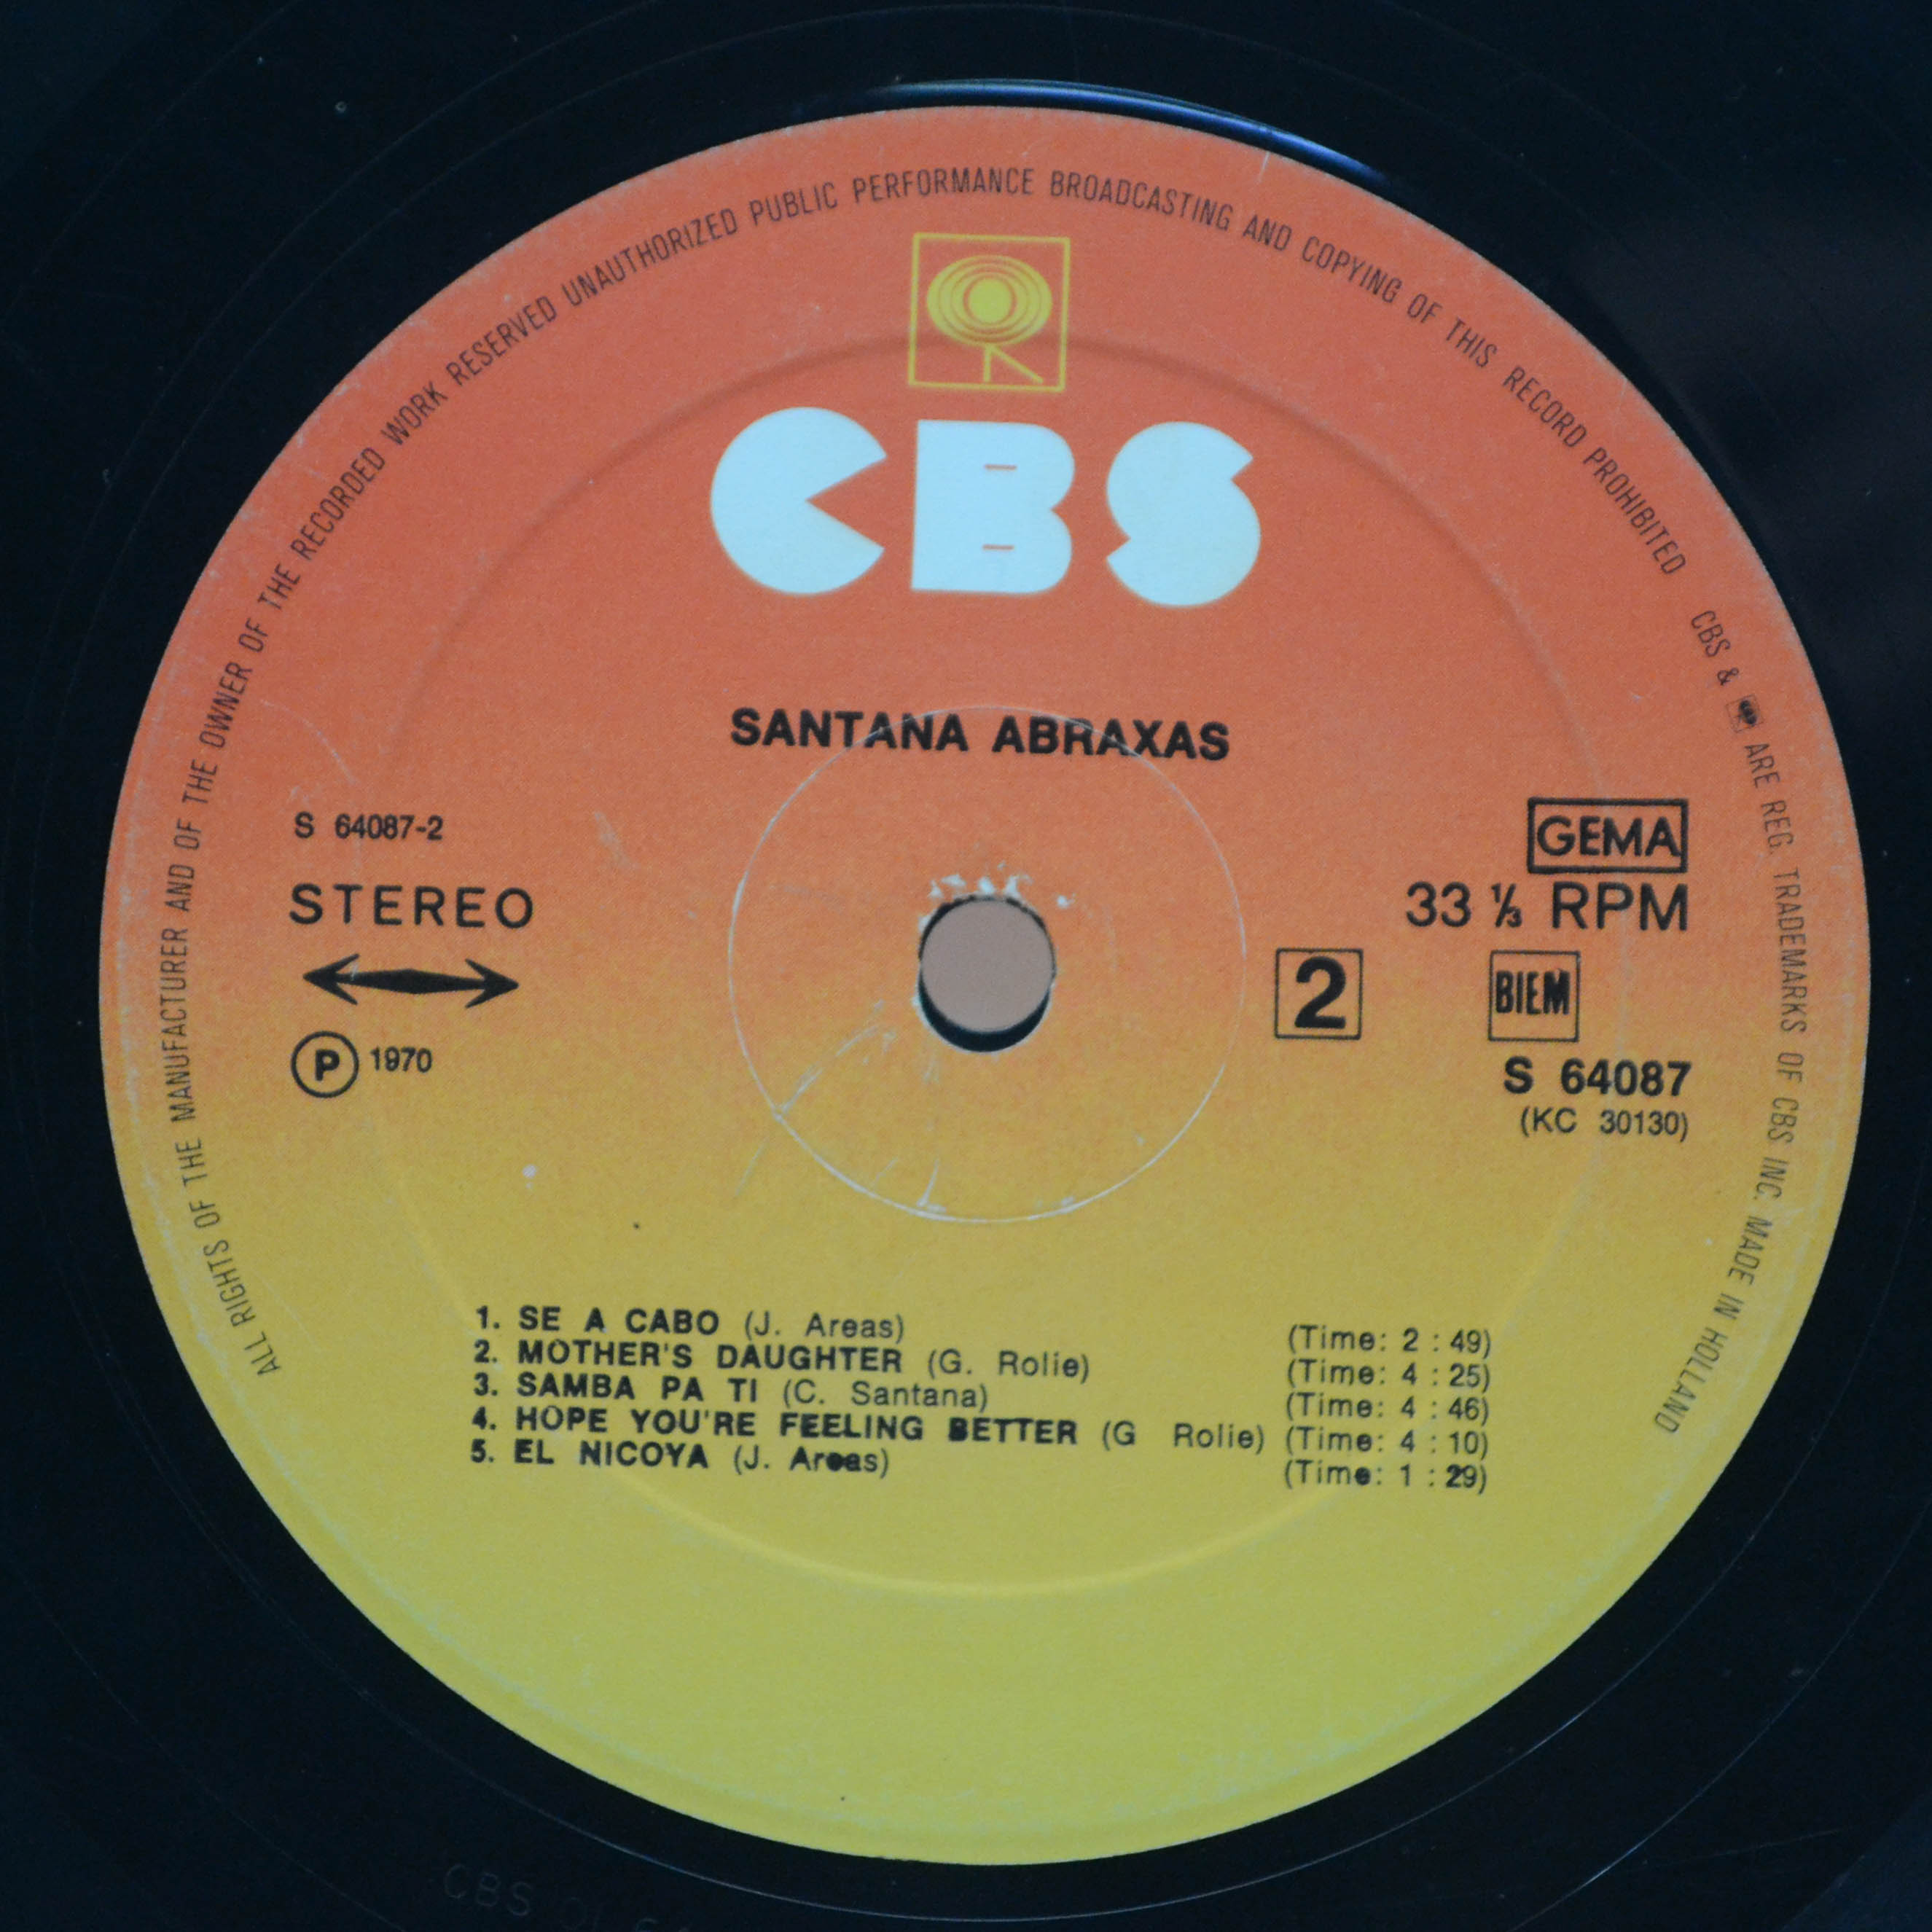 ALL RIGHTS OF THE MANUFACTURER AND OF THE OWNER OF THE RECORDED WORK RESERVED UNAUTHORIZED PUBLIC PERFORMANCE BROADCASTING AND COPYING OF THIS RECORD PROHIBITED CBS & ARE REG. TRADEMARKS OF CBS INC. MADE IN HOLLAND
CBS
SANTANA ABRAXAS
S 64087-2
STEREO
Ⓟ 1970
GEMA
33 ⅓ RPM
2
BIEM
S 64087
(KC 30130)
1. SE A CABO (J. Areas) (Time: 2 : 49)
2. MOTHER'S DAUGHTER (G. Rolie) (Time: 4 : 25)
3. SAMBA PA TI (C. Santana) (Time: 4 : 46)
4. HOPE YOU'RE FEELING BETTER (G Rolie) (Time: 4 : 10)
5. EL NICOYA (J. Areas) (Time: 1 : 29)
CBS